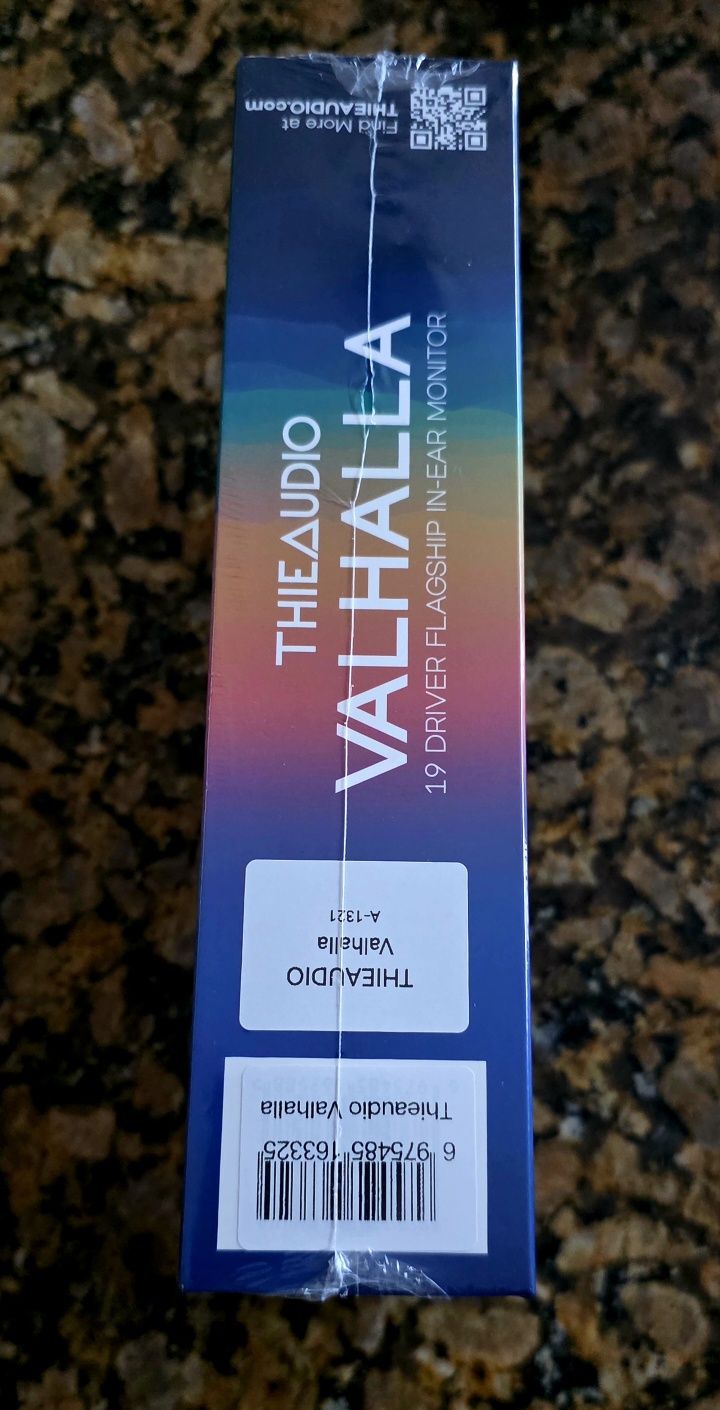 Find More at
THIEAUDIO.com
THIEAUDIO
VALHALLA
19 DRIVER FLAGSHIP IN-EAR MONITOR
THIEAUDIO
Valhalla
A-1321
6 975485 163325
Thieaudio Valhalla